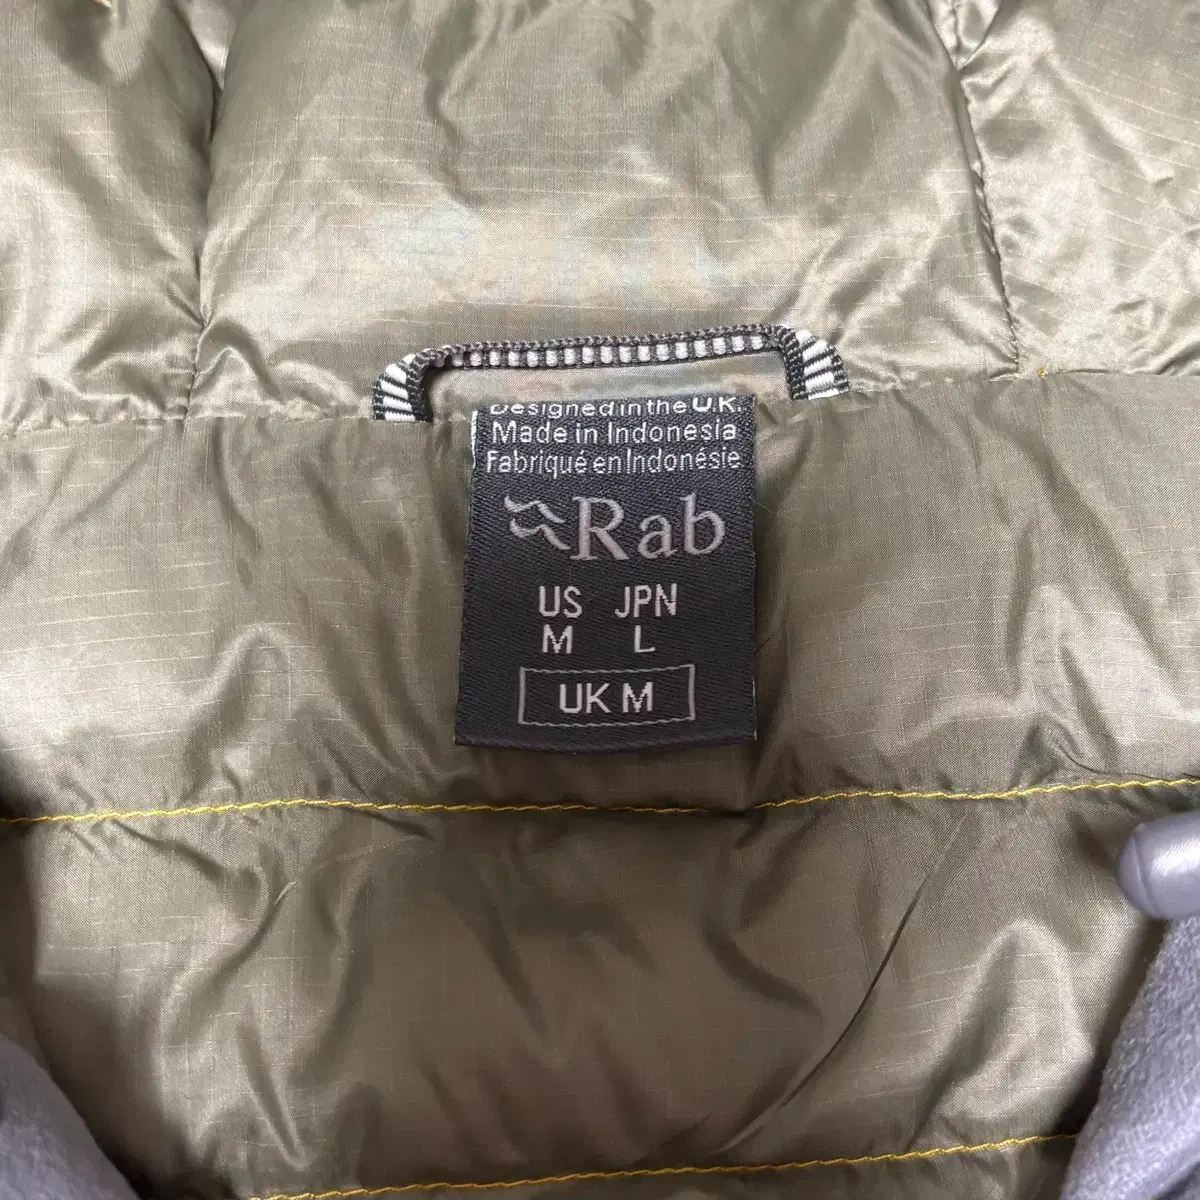 Designed in the U.K.
Made in Indonesia
Fabriqué en Indonésie
Rab
US JPN
M L
UK M